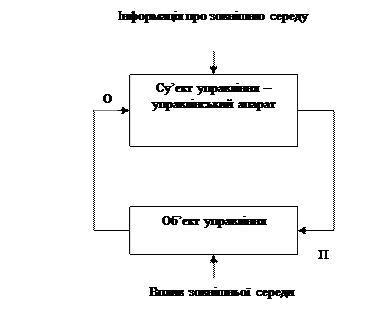 Інформація про зовнішню середу
Су’єкт управління –
управлінський апарат
О
Об’єкт управління
П
Вплив зовнішньої середи